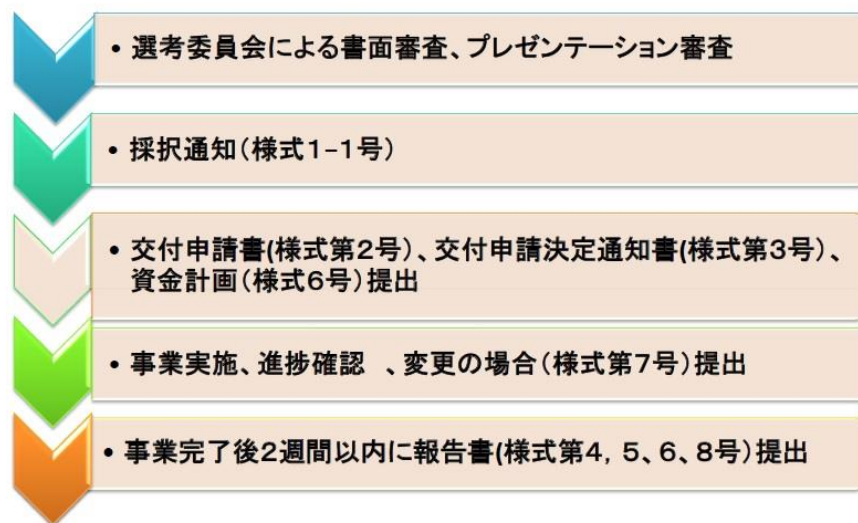 • 選考委員会による書面審査、プレゼンテーション審査
• 採択通知(様式1-1号)
• 交付申請書(様式第2号)、交付申請決定通知書(様式第3号)、
資金計画(様式6号)提出
• 事業実施、進捗確認 、変更の場合(様式第7号)提出
• 事業完了後2週間以内に報告書(様式第4, 5、6、8号)提出